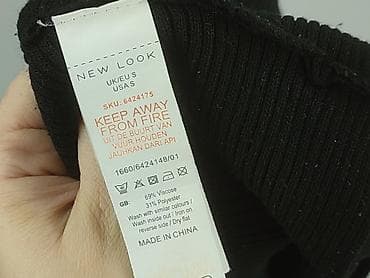 NEW LOOK
UK/EU S
USA S
SKU: 6424175
KEEP AWAY
FROM FIRE
UIT DE BUURT VAN
VUUR HOUDEN
JAUHKAN DARI API
1660/6424148/01
GB:
69% Viscose
31% Polyester
Wash with similar colours /
Wash inside out / Iron on
reverse side / Dry flat
MADE IN CHINA